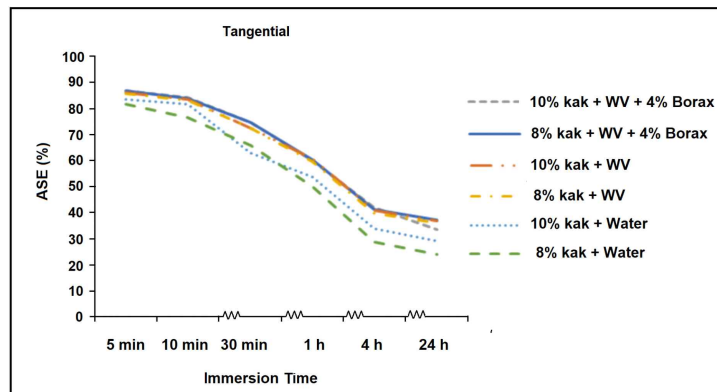 Tangential
100
90
80
70
60
50
40
30
20
10
0
ASE (%)
5 min 10 min 30 min 1 h 4 h 24 h
Immersion Time
10% kak + WV + 4% Borax
8% kak + WV + 4% Borax
10% kak + WV
8% kak + WV
10% kak + Water
8% kak + Water